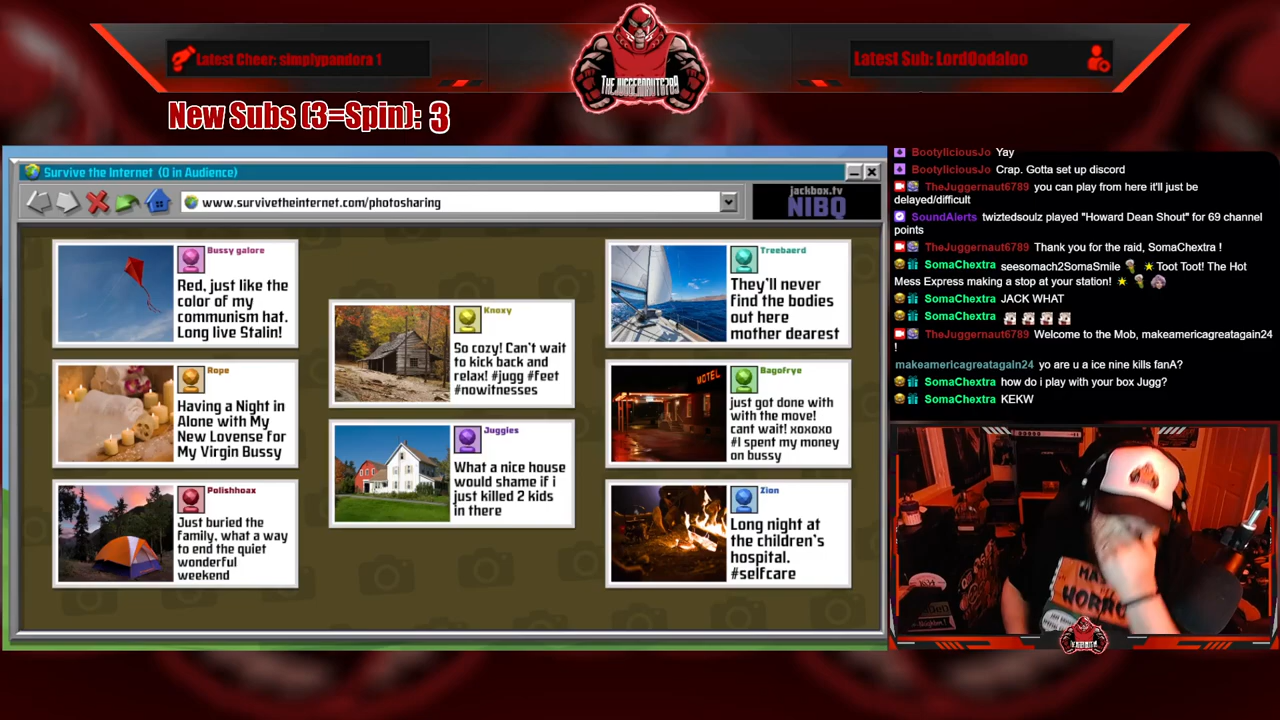 Latest Cheer: simplypandora 1
THEJUGGERNAUT6789
Latest Sub: LordOodaloo
New Subs (3=Spin): 3
Survive the Internet (0 in Audience)
www.survivetheinternet.com/photosharing
jackbox.tv
NIBQ
Bussy galore
Red, just like the
color of my
communism hat.
Long live Stalin!
Rope
Having a Night in
Alone with My
New Lovense for
My Virgin Bussy
Polishhoax
Just buried the
family, what a way
to end the quiet
wonderful
weekend
Knoxy
So cozy! Can't wait
to kick back and
relax! #jugg #feet
#nowitnesses
Juggles
What a nice house
would shame if i
just killed 2 kids
in there
Treebaerd
They'll never
find the bodies
out here
mother dearest
MOTEL
Bagofrye
just got done with
with the move!
cant wait! xoxoxo
#I spent my money
on bussy
Zion
Long night at
the children's
hospital.
#selfcare
BootyliciousJo Yay
BootyliciousJo Crap. Gotta set up discord
TheJuggernaut6789 you can play from here it'll just be
delayed/difficult
SoundAlerts twiztedsoulz played "Howard Dean Shout" for 69 channel
points
TheJuggernaut6789 Thank you for the raid, SomaChextra !
SomaChextra seesomach2SomaSmile Toot Toot! The Hot
Mess Express making a stop at your station!
SomaChextra JACK WHAT
SomaChextra
TheJuggernaut6789 Welcome to the Mob, makeamericagreatagain24
!
makeamericagreatagain24 yo are u a ice nine kills fanA?
SomaChextra how do i play with your box Jugg?
SomaChextra KEKW
HORRO